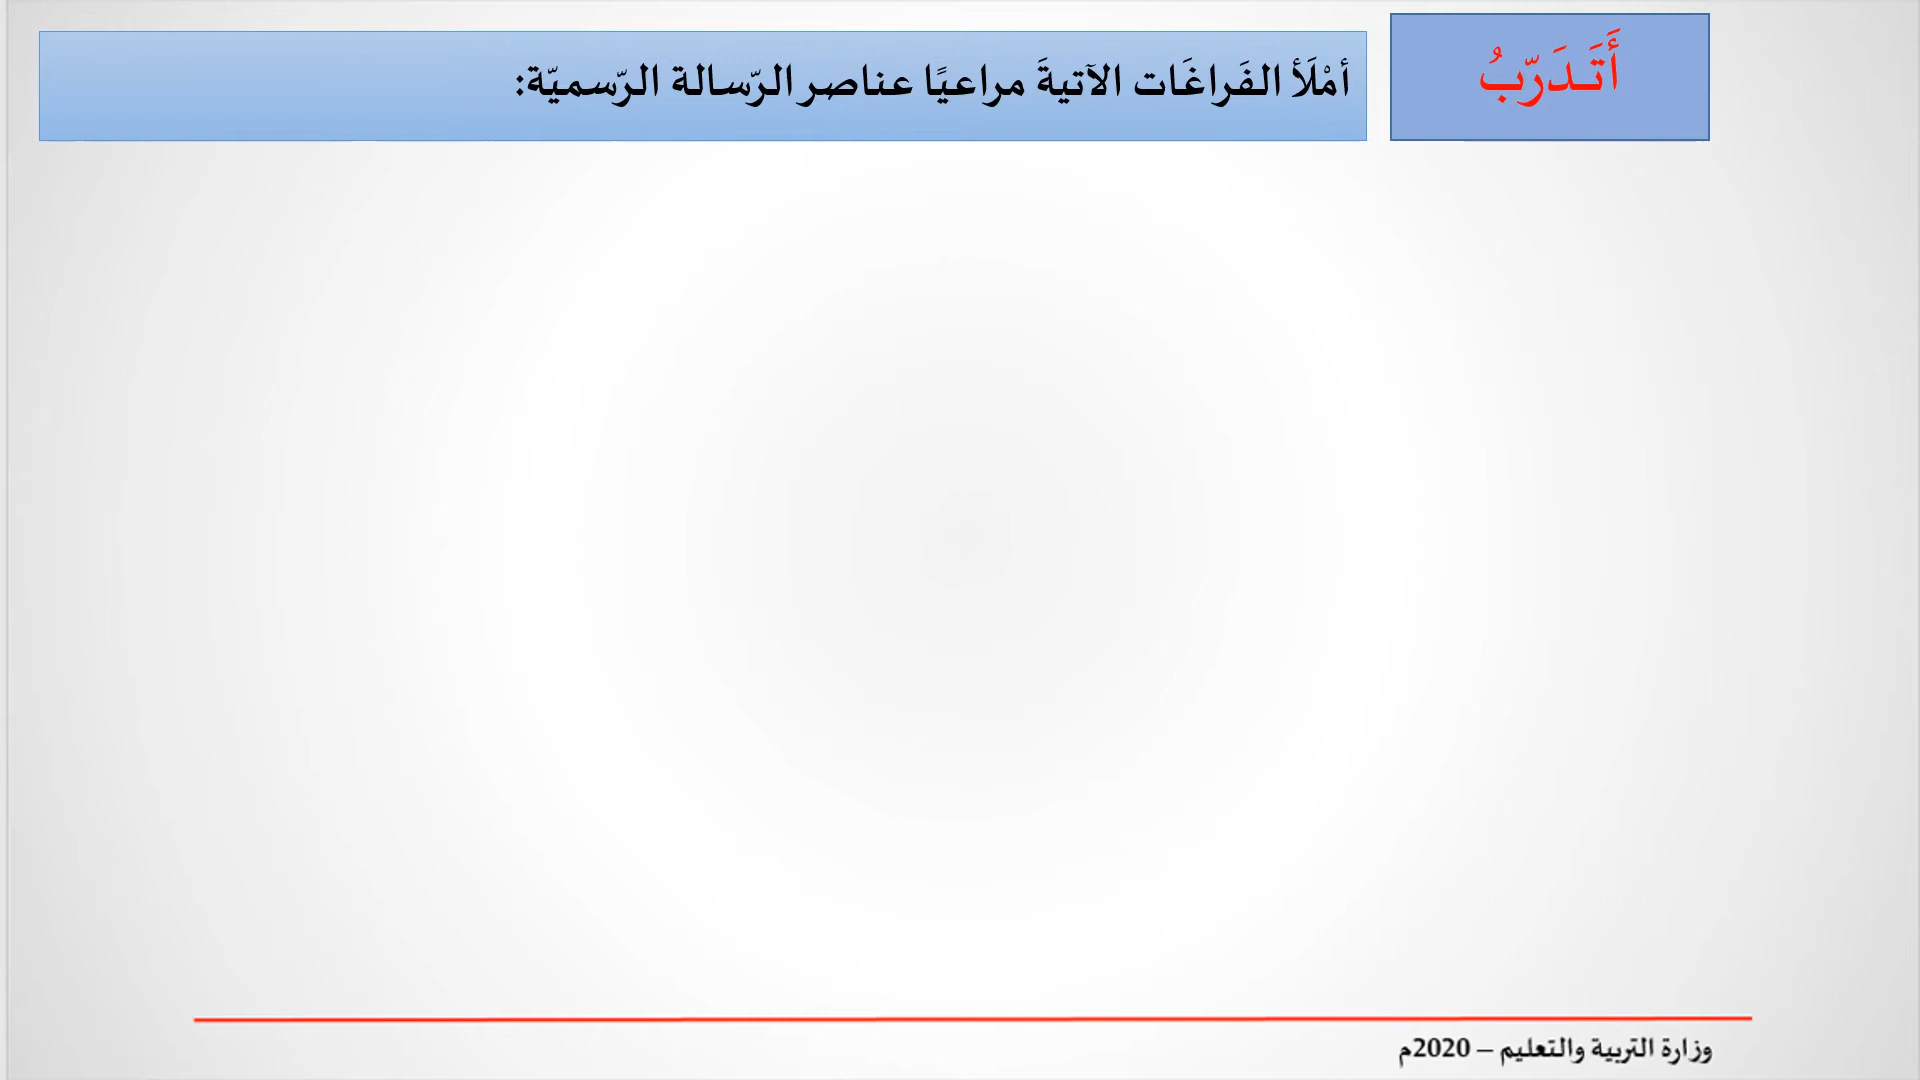 أَتَـدَرّبُ
أمْلَأ الفَراغَات الآتيةَ مراعيًا عناصر الرّسالة الرّسميّة:
وزارة التربية والتعليم – 2020م